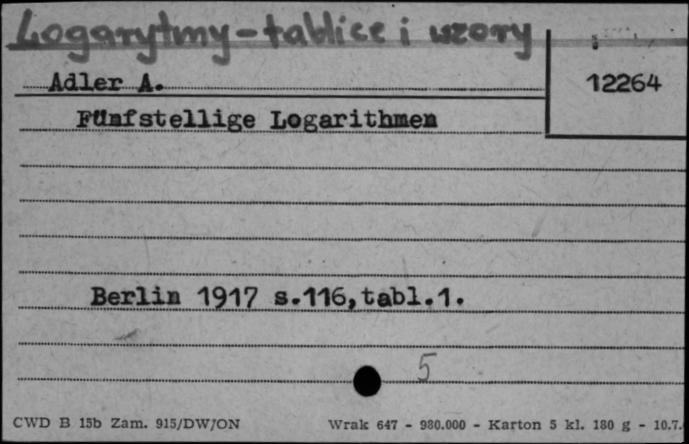 Logarytmy-tablice i wzory
Adler A.
12264
Fünfstellige Logarithmen
Berlin 1917 s.116,tabl.1.
5
CWD B 15b Zam. 915/DW/ON Wrak 647 - 980.000 - Karton 5 kl. 180 g - 10.7.